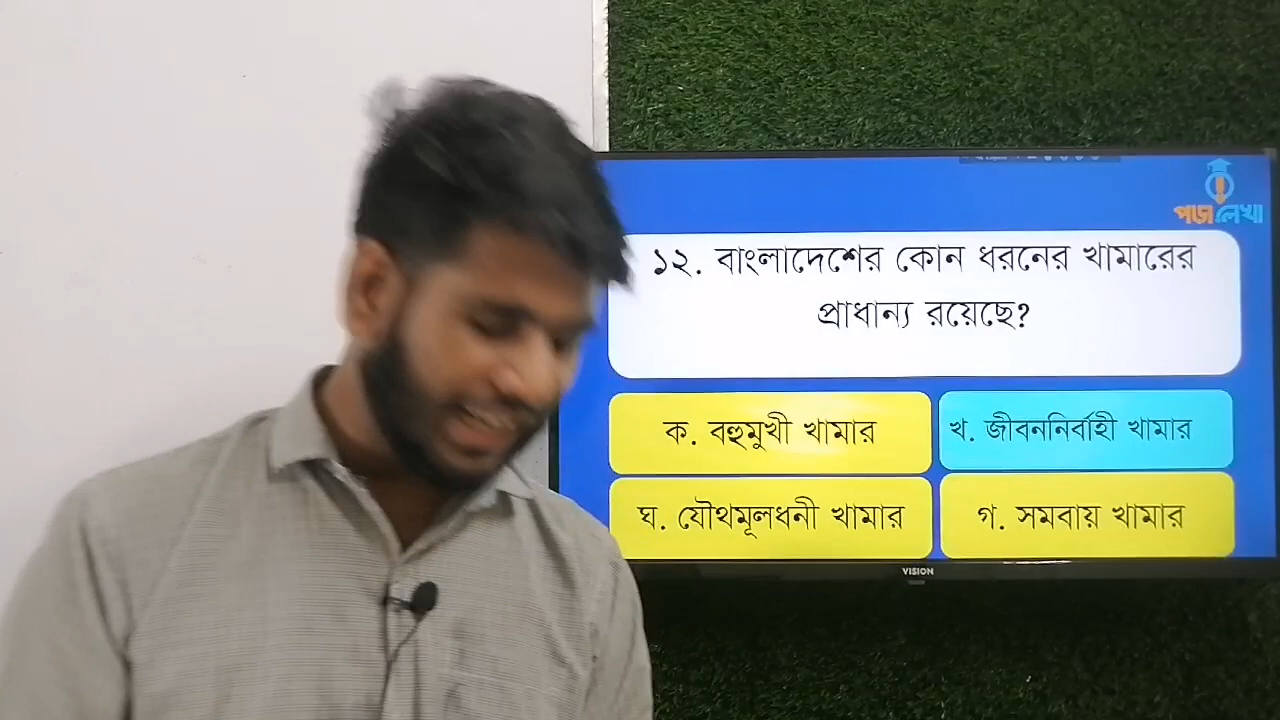 পড়ালেখা
১২. বাংলাদেশের কোন ধরনের খামারের
প্রাধান্য রয়েছে?
ক. বহুমুখী খামার
খ. জীবননির্বাহী খামার
ঘ. যৌথমূলধনী খামার
গ. সমবায় খামার
VISION